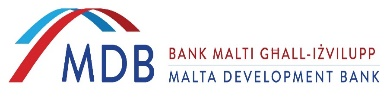 MDB
BANK MALTI GHALL-IŻVILUPP
MALTA DEVELOPMENT BANK